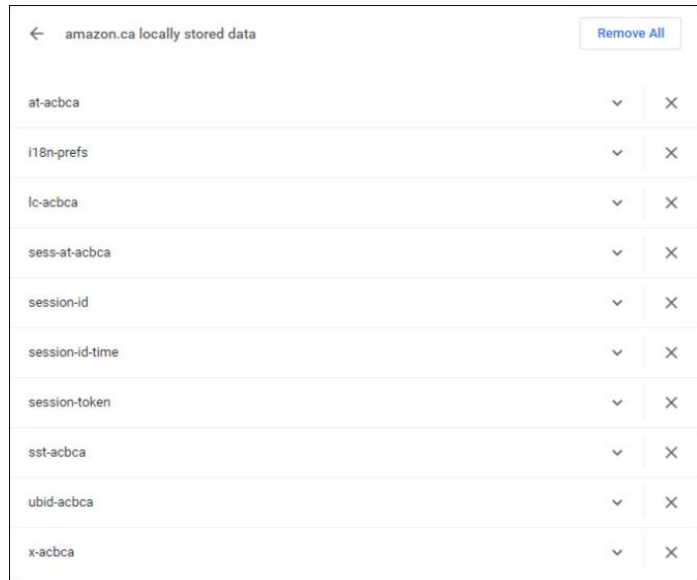 amazon.ca locally stored data
Remove All
at-acbca
i18n-prefs
lc-acbca
sess-at-acbca
session-id
session-id-time
session-token
sst-acbca
ubid-acbca
x-acbca